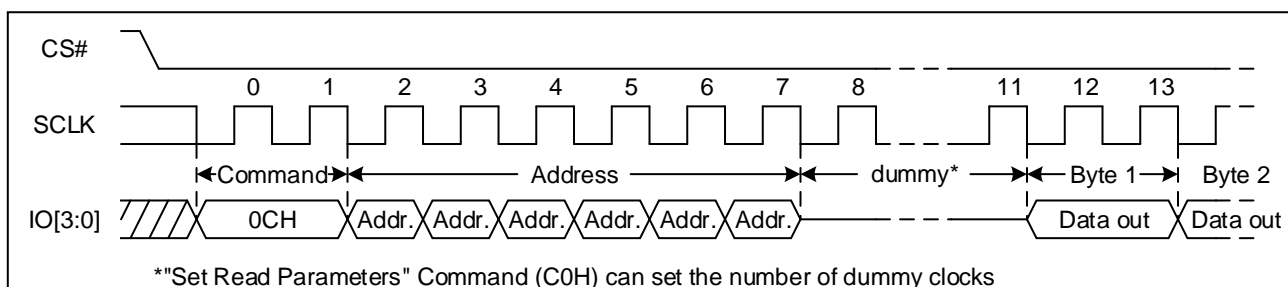 CS#
0 1 2 3 4 5 6 7 8 11 12 13
SCLK
Command Address dummy* Byte 1 Byte 2
IO[3:0] 0CH Addr. Addr. Addr. Addr. Addr. Addr. Data out Data out
*"Set Read Parameters" Command (C0H) can set the number of dummy clocks